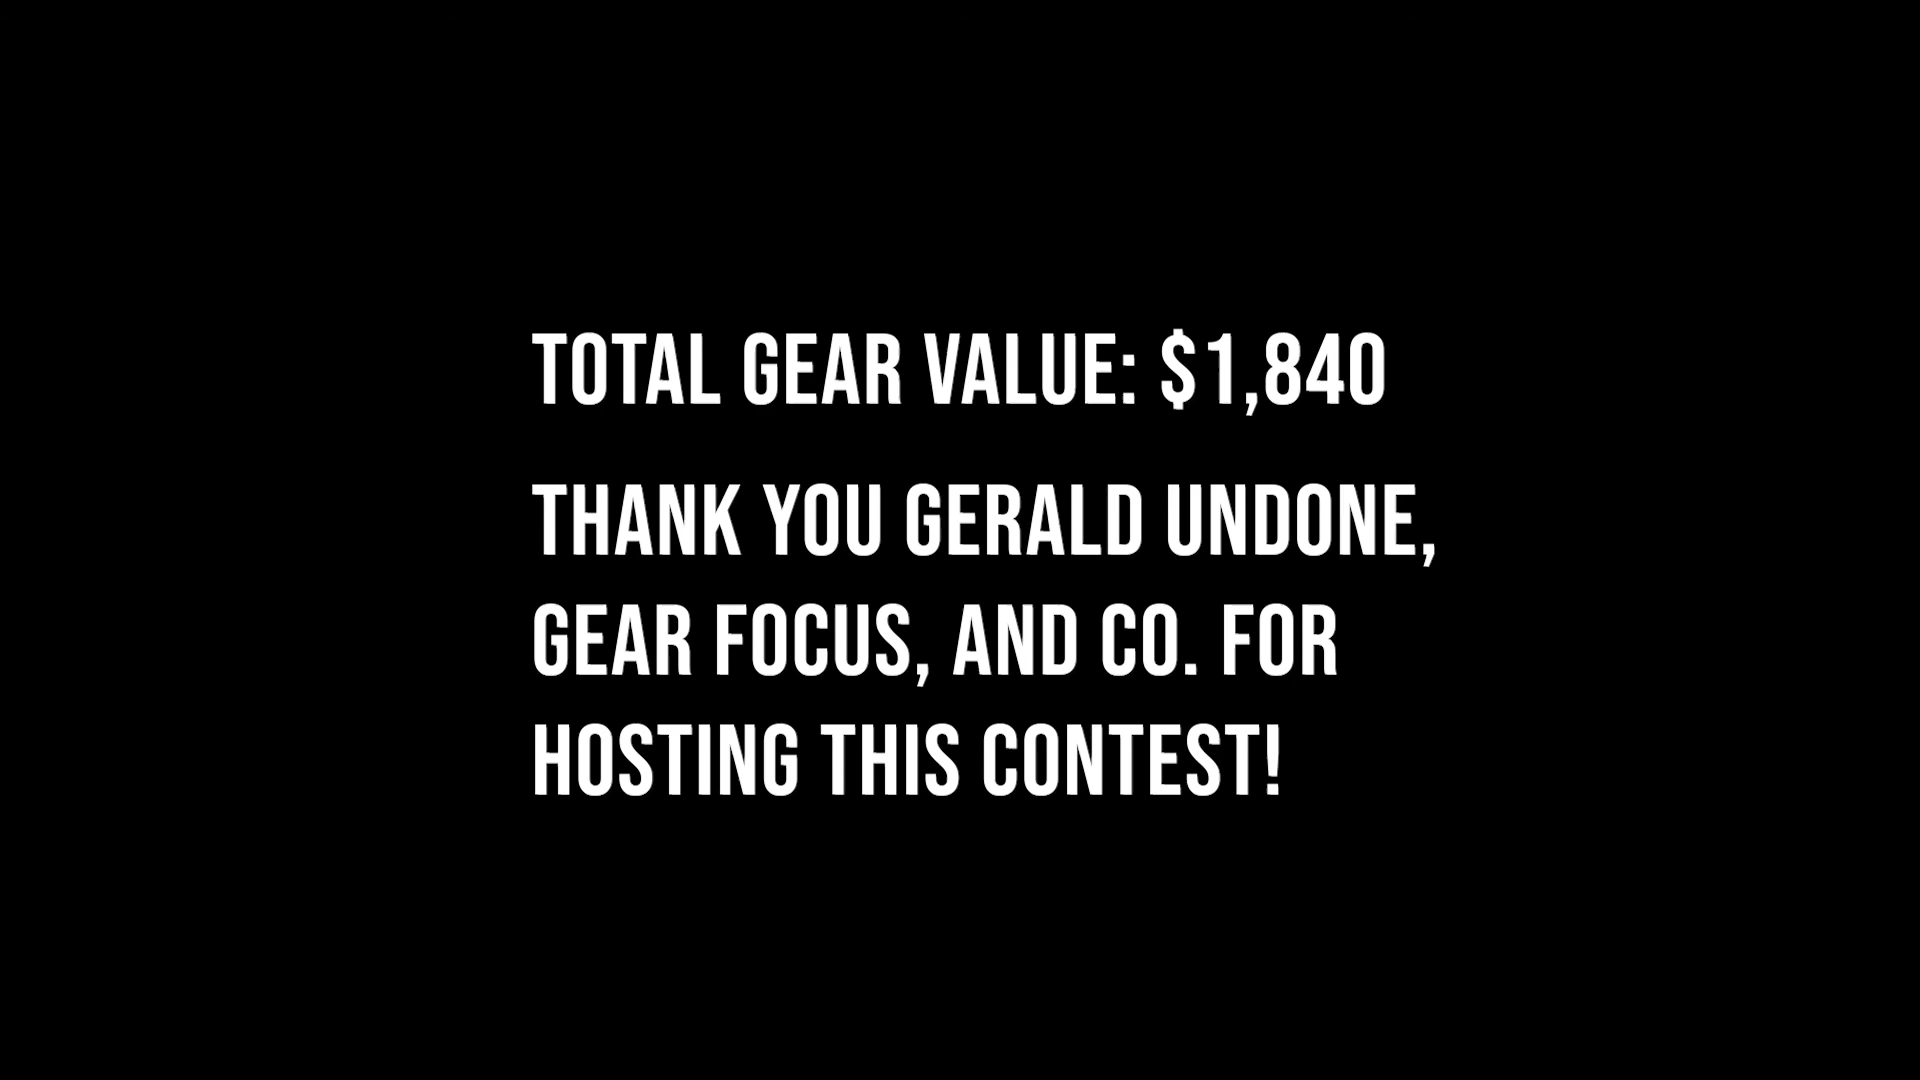 TOTAL GEAR VALUE: $1,840
THANK YOU GERALD UNDONE,
GEAR FOCUS, AND CO. FOR
HOSTING THIS CONTEST!